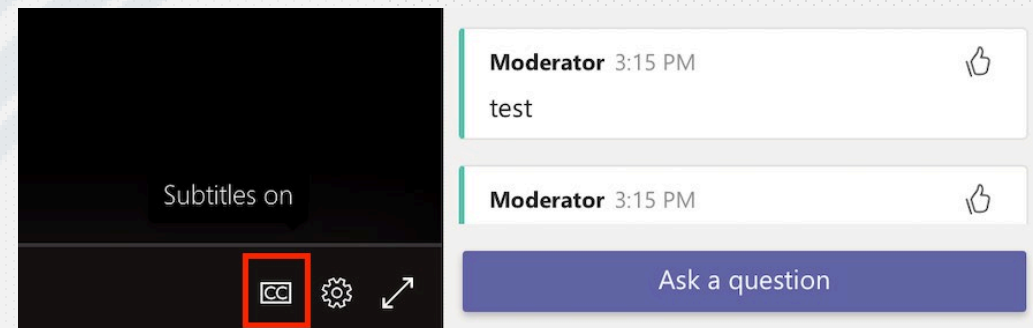 Subtitles on
CC
Moderator 3:15 PM
test
Moderator 3:15 PM
Ask a question